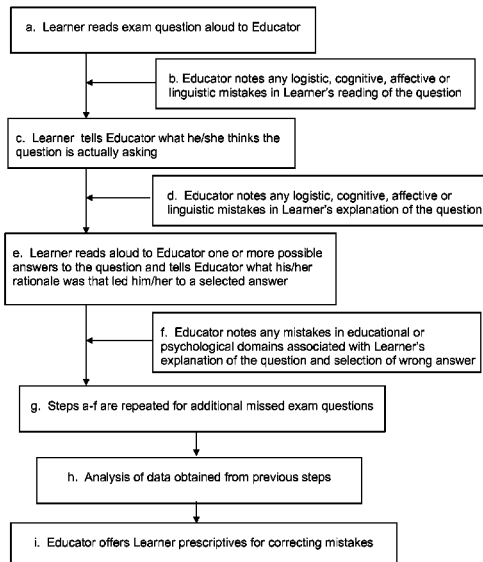 a. Learner reads exam question aloud to Educator
b. Educator notes any logistic, cognitive, affective or
linguistic mistakes in Learner's reading of the question
c. Learner tells Educator what he/she thinks the
question is actually asking
d. Educator notes any logistic, cognitive, affective or
linguistic mistakes in Learner's explanation of the question
e. Learner reads aloud to Educator one or more possible
answers to the question and tells Educator what his/her
rationale was that led him/her to a selected answer
f. Educator notes any mistakes in educational or
psychological domains associated with Learner's
explanation of the question and selection of wrong answer
g. Steps a-f are repeated for additional missed exam questions
h. Analysis of data obtained from previous steps
i. Educator offers Learner prescriptives for correcting mistakes